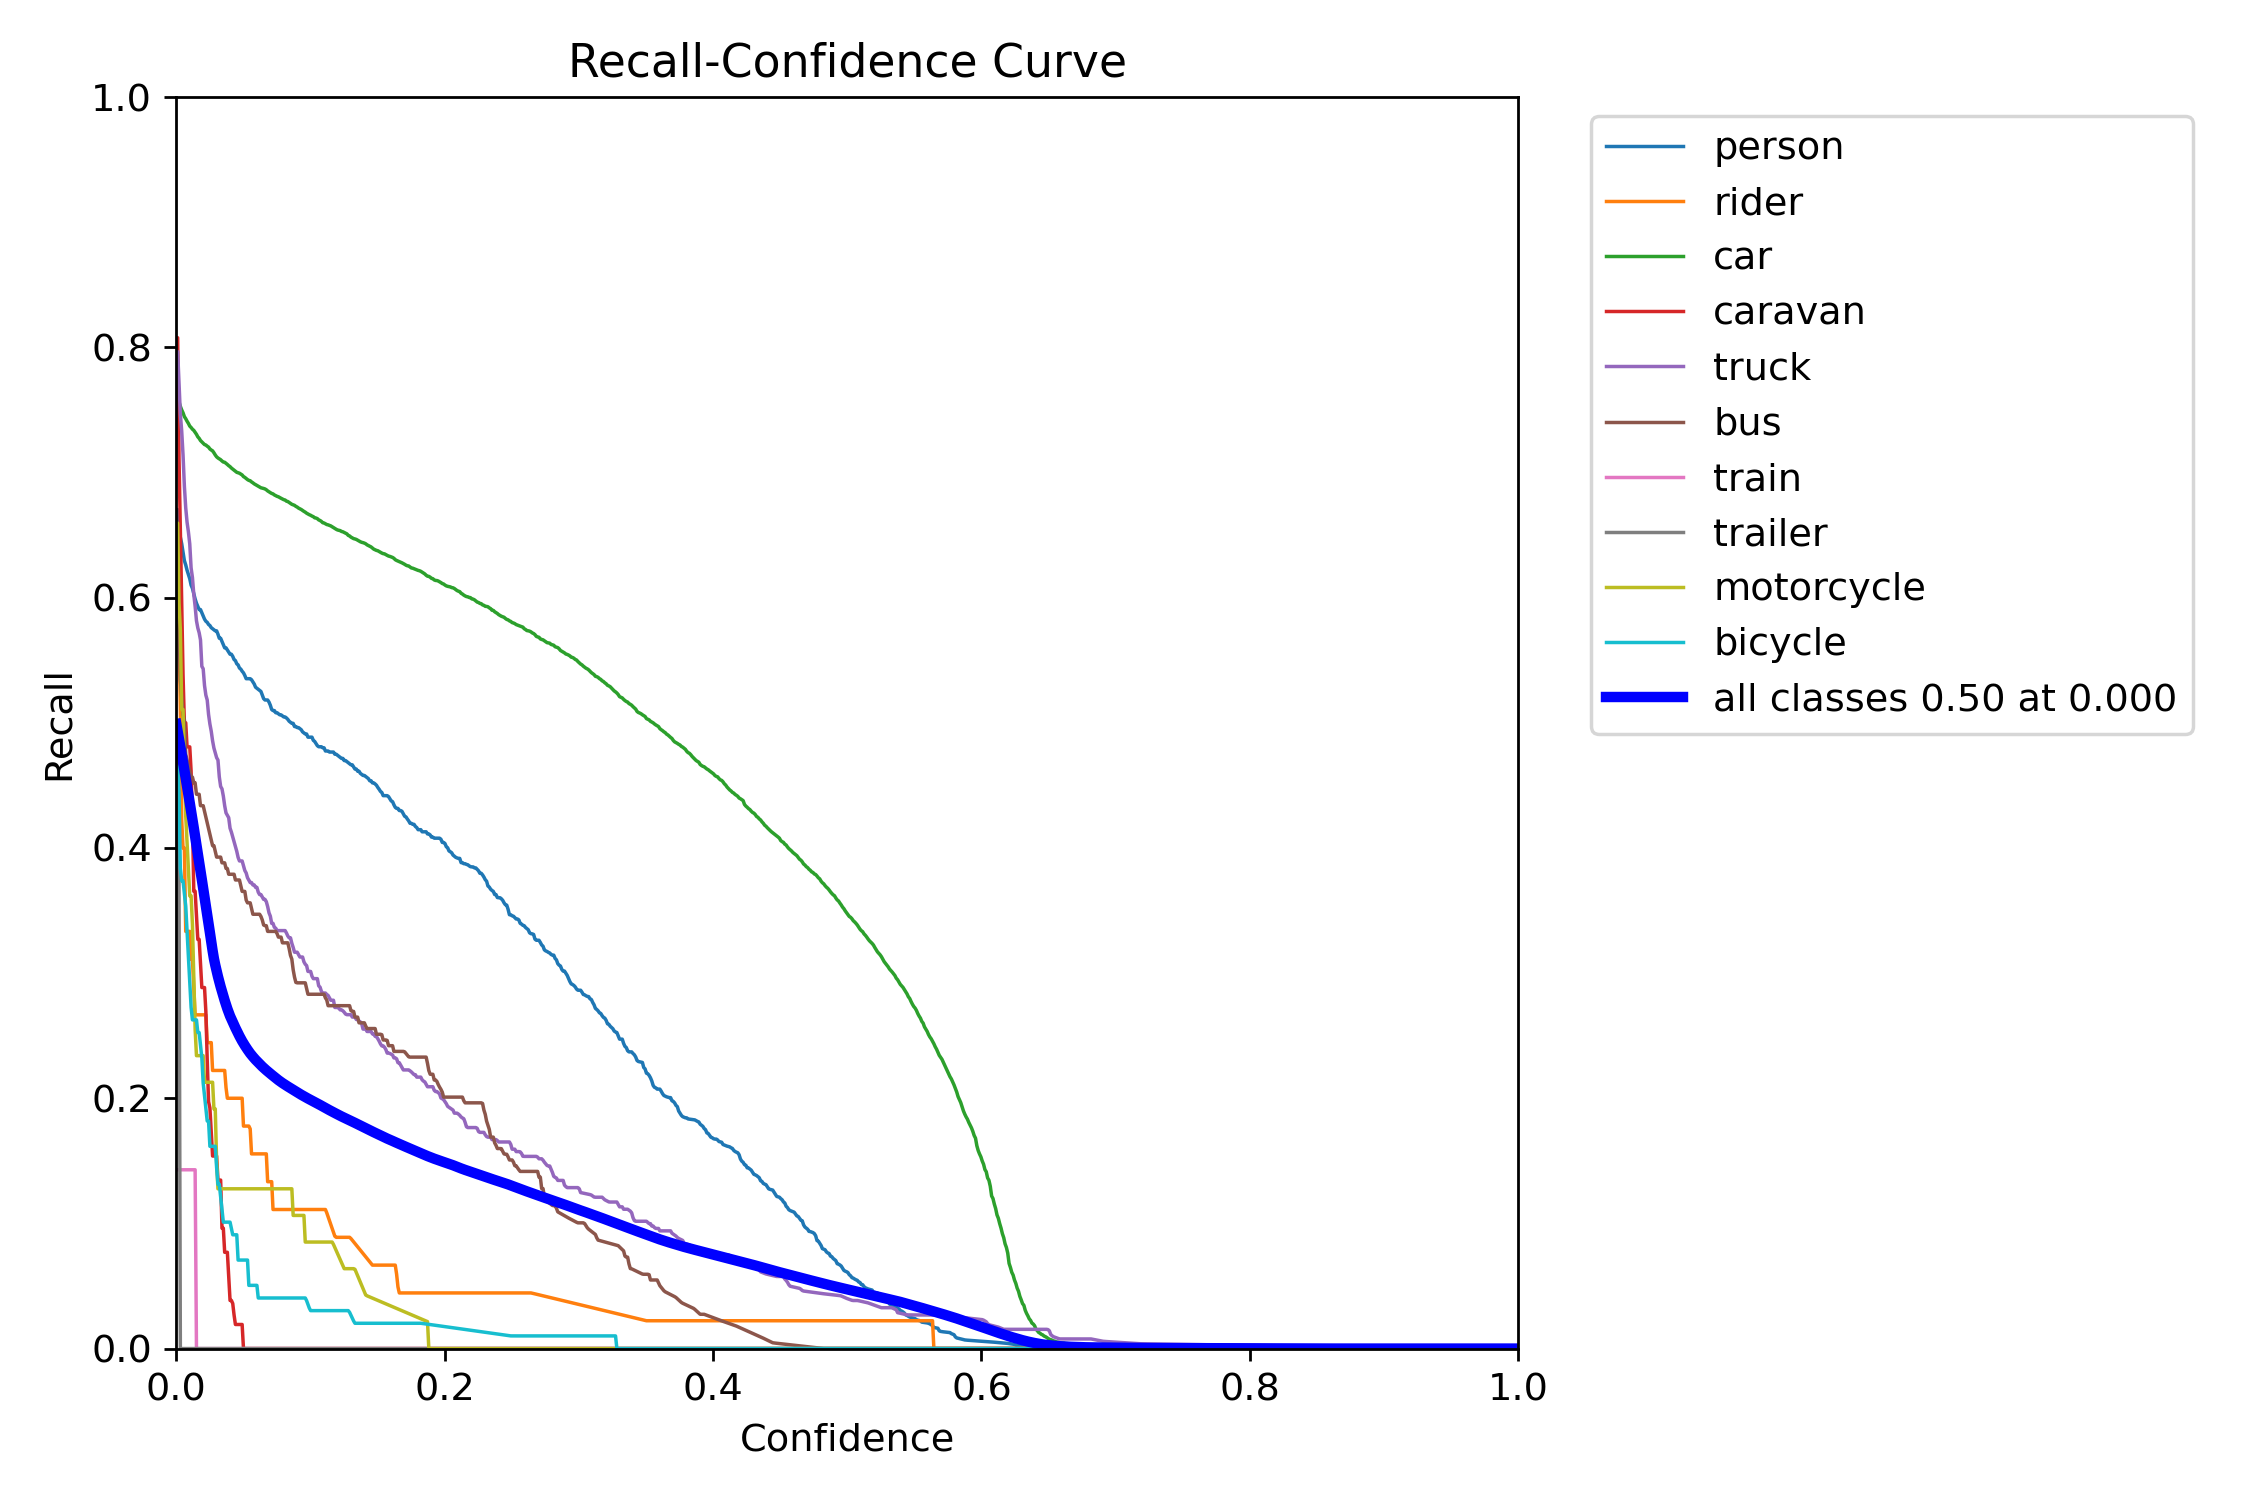 Recall-Confidence Curve
1.0
0.8
0.6
0.4
0.2
0.0
Recall
0.0 0.2 0.4 0.6 0.8 1.0
Confidence
person
rider
car
caravan
truck
bus
train
trailer
motorcycle
bicycle
all classes 0.50 at 0.000